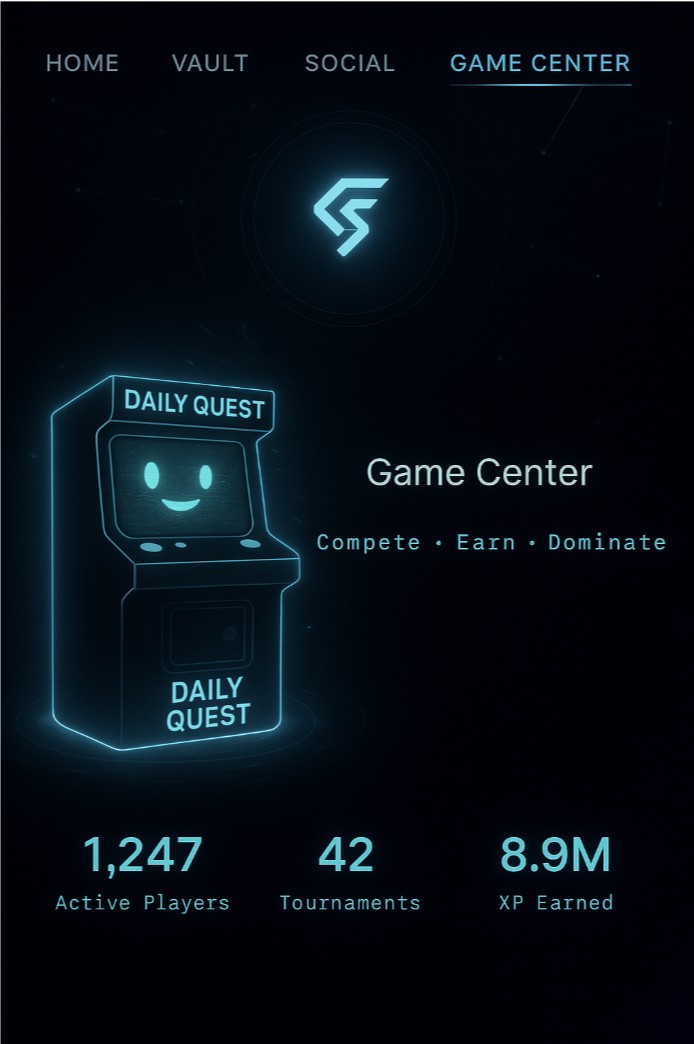 HOME VAULT SOCIAL GAME CENTER
DAILY QUEST
Game Center
Compete • Earn • Dominate
DAILY
QUEST
1,247 42 8.9M
Active Players Tournaments XP Earned